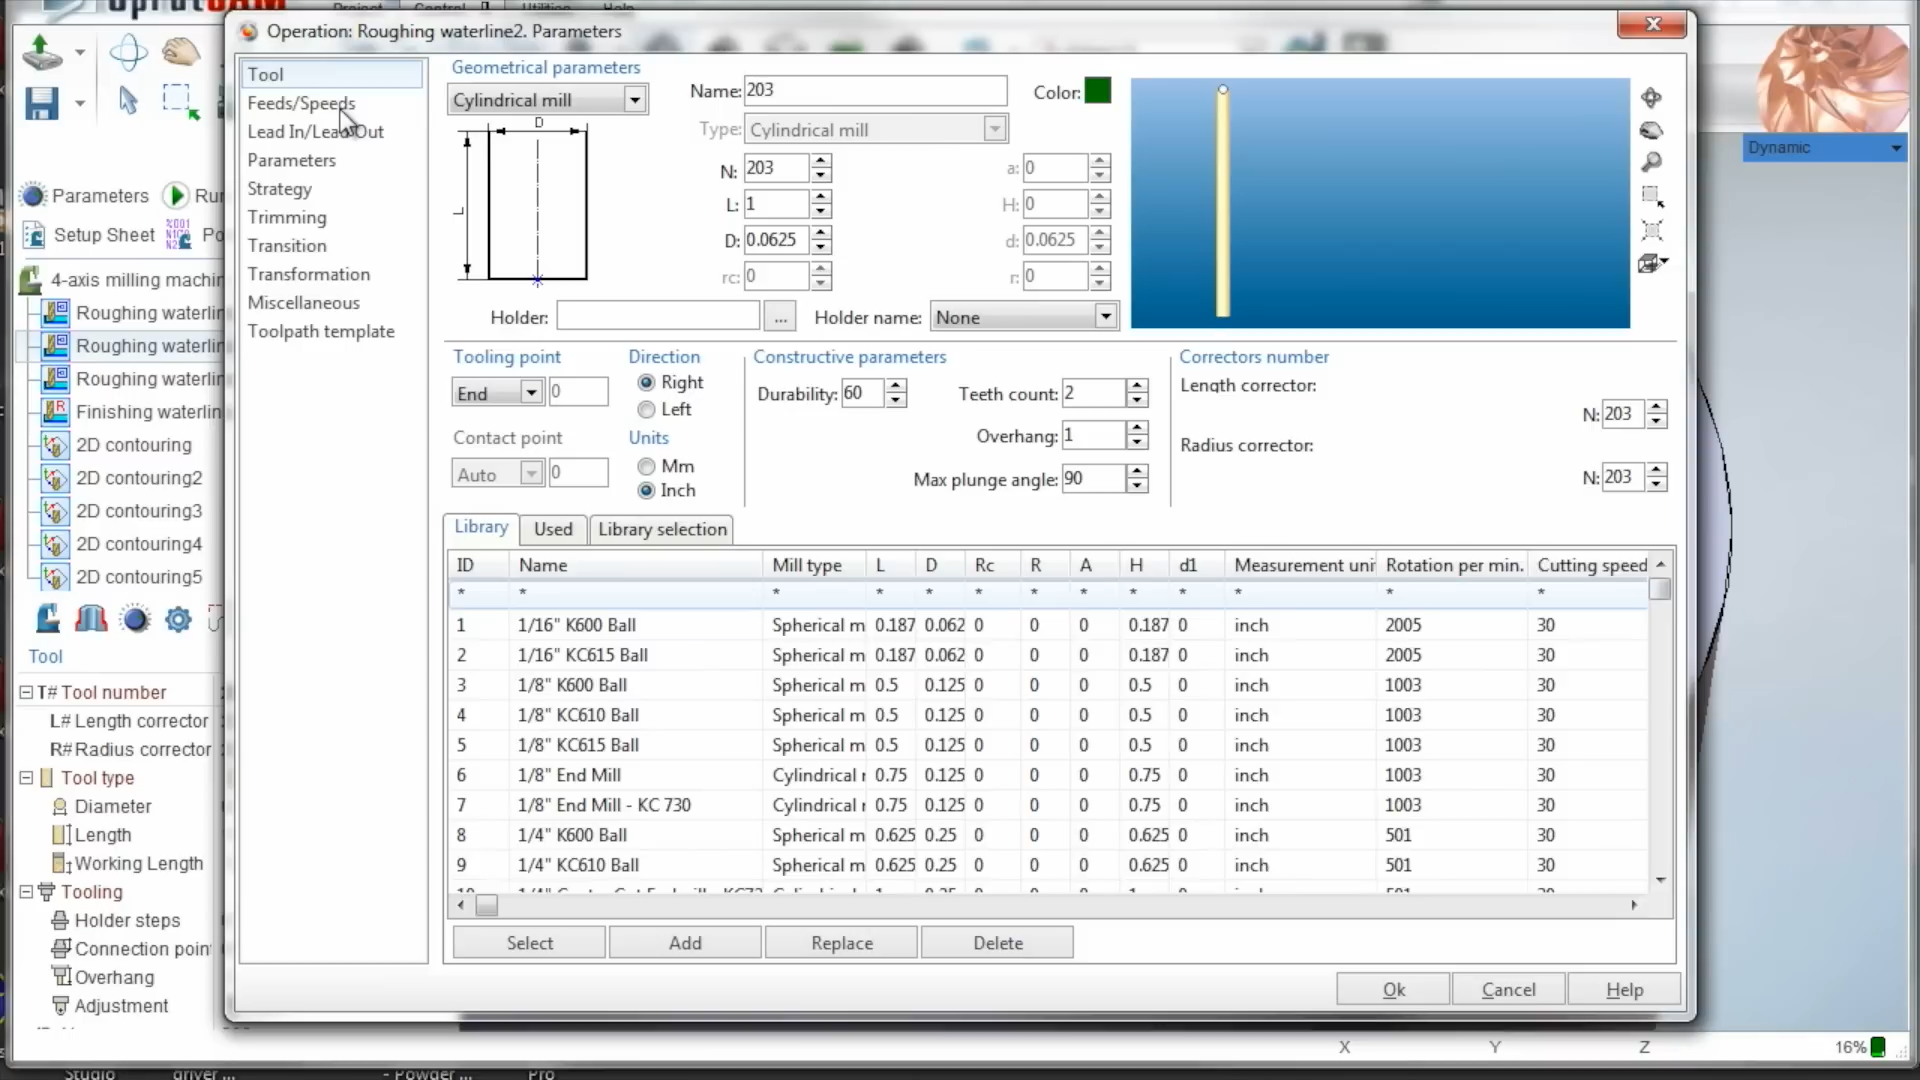 Project Control Utilities Help
Operation: Roughing waterline2. Parameters
Tool
Feeds/Speeds
Lead In/Lead Out
Parameters
Strategy
Trimming
Transition
Transformation
Miscellaneous
Toolpath template
Geometrical parameters
Cylindrical mill
D
L
Name: 203
Color:
Type: Cylindrical mill
N: 203
a: 0
L: 1
H: 0
D: 0.0625
d: 0.0625
rc: 0
r: 0
Holder:
...
Holder name: None
Dynamic
Tooling point
End
0
Contact point
Auto
0
Direction
Right
Left
Units
Mm
Inch
Constructive parameters
Durability: 60
Teeth count: 2
Overhang: 1
Max plunge angle: 90
Correctors number
Length corrector:
N: 203
Radius corrector:
N: 203
Library Used Library selection
ID Name Mill type L D Rc R A H d1 Measurement uni Rotation per min. Cutting speed
* * * * * * * * * * * * *
1 1/16" K600 Ball Spherical m 0.187 0.062 0 0 0 0.187 0 inch 2005 30
2 1/16" KC615 Ball Spherical m 0.187 0.062 0 0 0 0.187 0 inch 2005 30
3 1/8" K600 Ball Spherical m 0.5 0.125 0 0 0 0.5 0 inch 1003 30
4 1/8" KC610 Ball Spherical m 0.5 0.125 0 0 0 0.5 0 inch 1003 30
5 1/8" KC615 Ball Spherical m 0.5 0.125 0 0 0 0.5 0 inch 1003 30
6 1/8" End Mill Cylindrical r 0.75 0.125 0 0 0 0.75 0 inch 1003 30
7 1/8" End Mill - KC 730 Cylindrical r 0.75 0.125 0 0 0 0.75 0 inch 1003 30
8 1/4" K600 Ball Spherical m 0.625 0.25 0 0 0 0.625 0 inch 501 30
9 1/4" KC610 Ball Spherical m 0.625 0.25 0 0 0 0.625 0 inch 501 30
Select Add Replace Delete
Ok Cancel Help
Parameters Run
Setup Sheet Po
4-axis milling machin
Roughing waterlin
Roughing waterlin
Roughing waterlin
Finishing waterlin
2D contouring
2D contouring2
2D contouring3
2D contouring4
2D contouring5
Tool
T# Tool number
L# Length corrector
R# Radius corrector
Tool type
Diameter
Length
Working Length
Tooling
Holder steps
Connection poin
Overhang
Adjustment
X Y Z 16%
Studio driver ... - Powder ... Pro